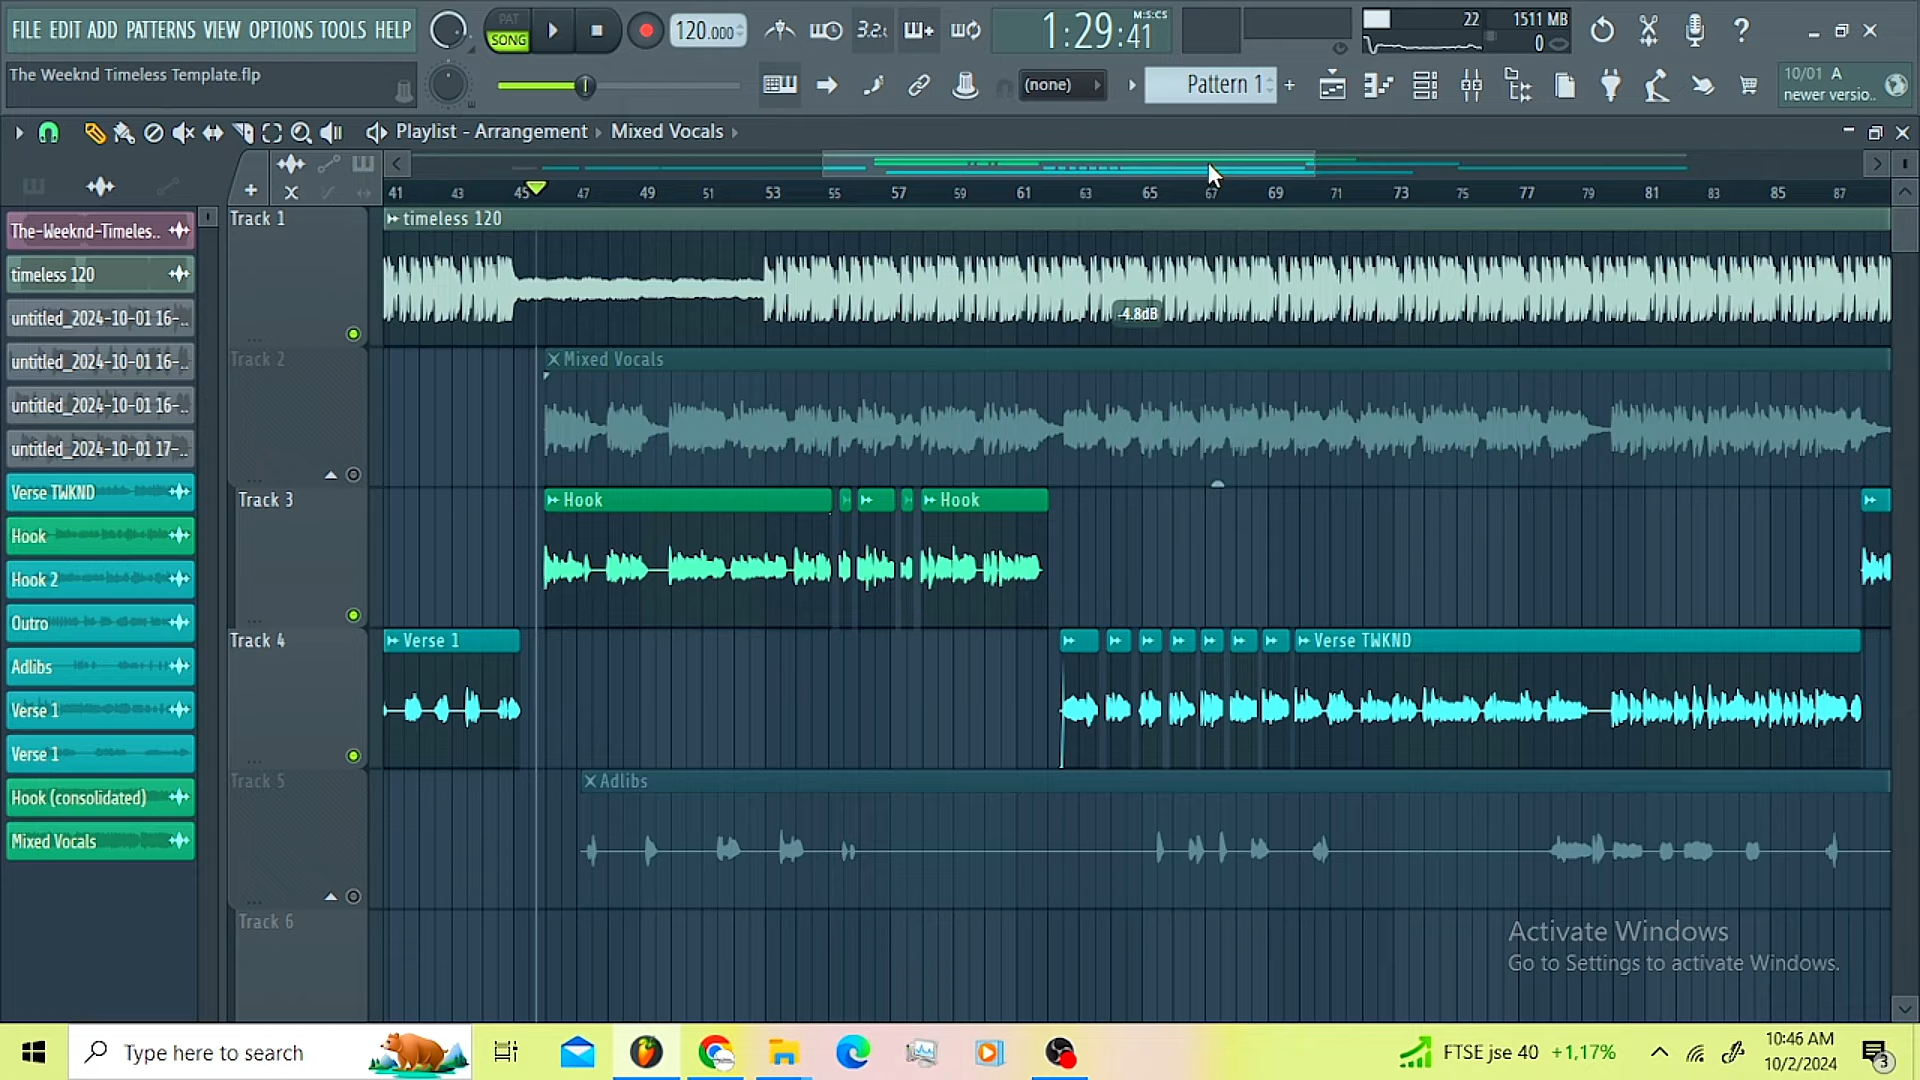 FILE EDIT ADD PATTERNS VIEW OPTIONS TOOLS HELP
PAT
SONG
120.000
3.2
M:S:CS
1:29:41
22
1511 MB
0
The Weeknd Timeless Template.flp
(none)
Pattern 1
10/01 A
newer versio..
Playlist - Arrangement
Mixed Vocals
41 43 45 47 49 51 53 55 57 59 61 63 65 67 69 71 73 75 77 79 81 83 85 87
The-Weeknd-Timeles..
timeless 120
untitled_2024-10-01 16-..
untitled_2024-10-01 16-..
untitled_2024-10-01 16-..
untitled_2024-10-01 17-..
Verse TWKND
Hook
Hook 2
Outro
Adlibs
Verse 1
Verse 1
Hook (consolidated)
Mixed Vocals
Track 1
timeless 120
-4.8dB
Track 2
Mixed Vocals
Track 3
Hook
Hook
Track 4
Verse 1
Verse TWKND
Track 5
Adlibs
Track 6
Activate Windows
Go to Settings to activate Windows.
Type here to search
FTSE jse 40 +1,17%
10:46 AM
10/2/2024
3